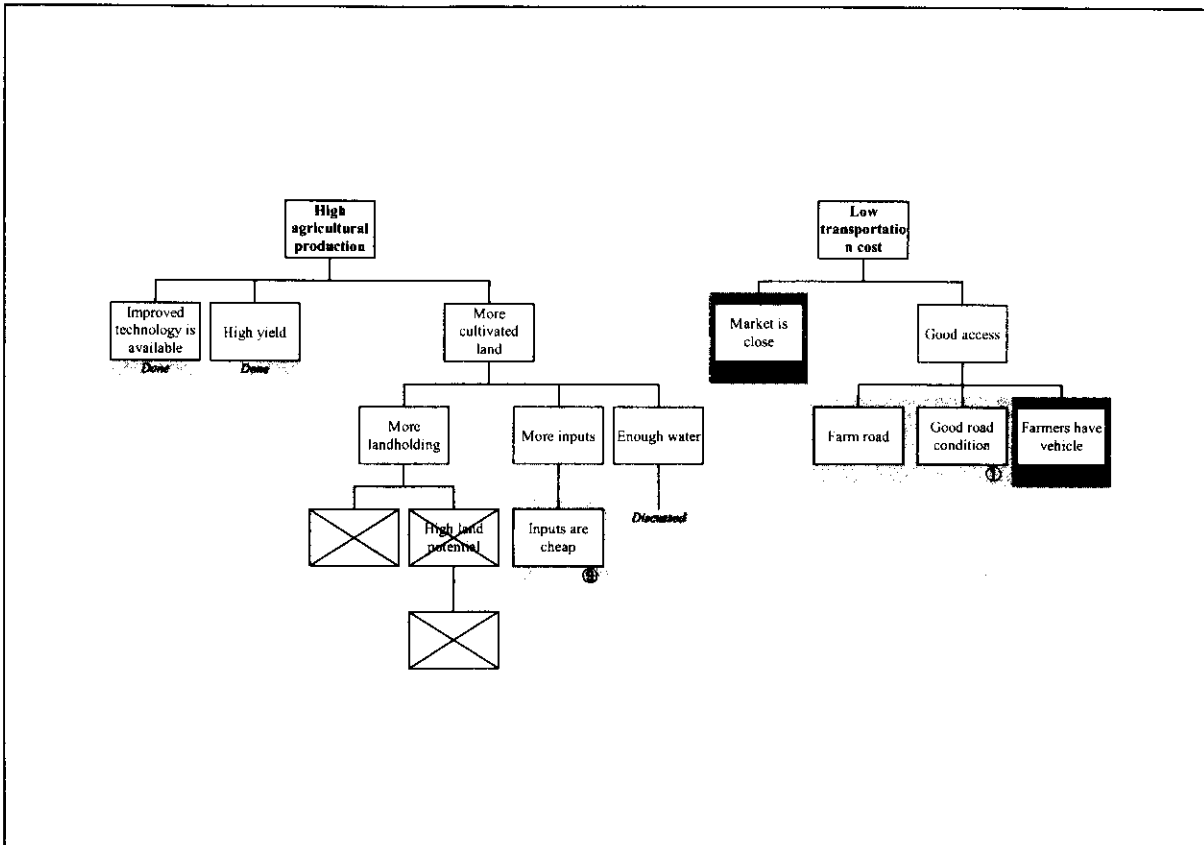 High
agricultural
production
Low
transportatio
n cost
Improved
technology is
available
High yield
More
cultivated
land
Market is
close
Good access
Done
Done
More
landholding
More inputs
Enough water
Farm road
Good road
condition
Farmers have
vehicle
①
High land
potential
Inputs are
cheap
Discussed